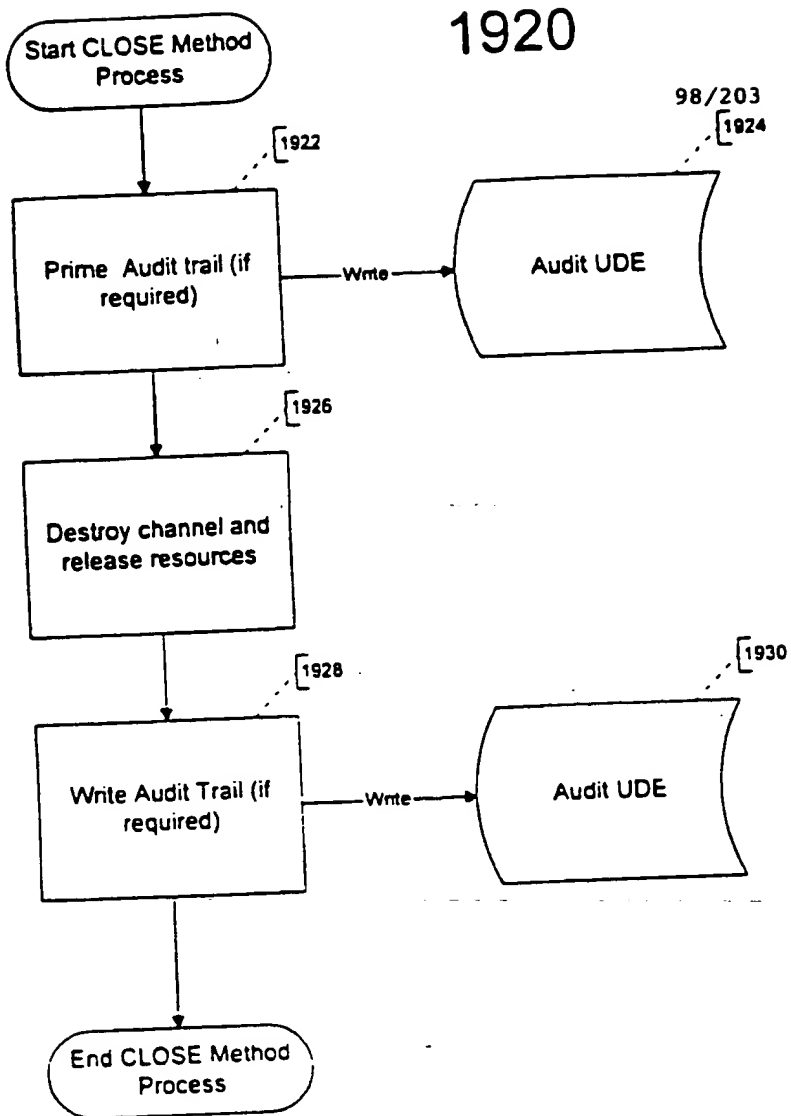 1920
Start CLOSE Method
Process
98/203
1922
1924
Prime Audit trail (if
required)
Write
Audit UDE
1926
Destroy channel and
release resources
1928
1930
Write Audit Trail (if
required)
Write
Audit UDE
End CLOSE Method
Process